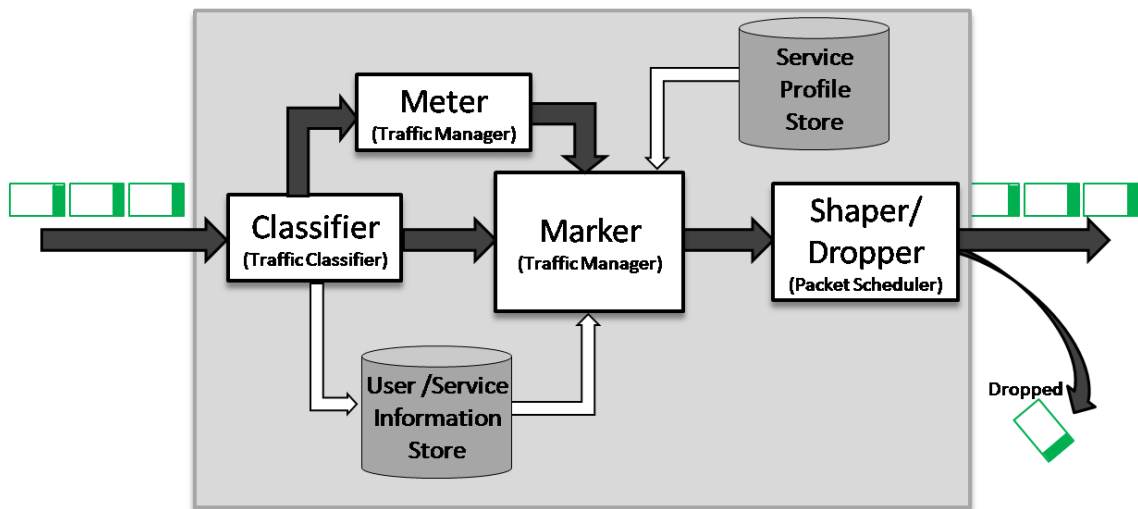 Service
Profile
Store
Meter
(Traffic Manager)
Classifier
(Traffic Classifier)
Marker
(Traffic Manager)
Shaper/
Dropper
(Packet Scheduler)
User /Service
Information
Store
Dropped